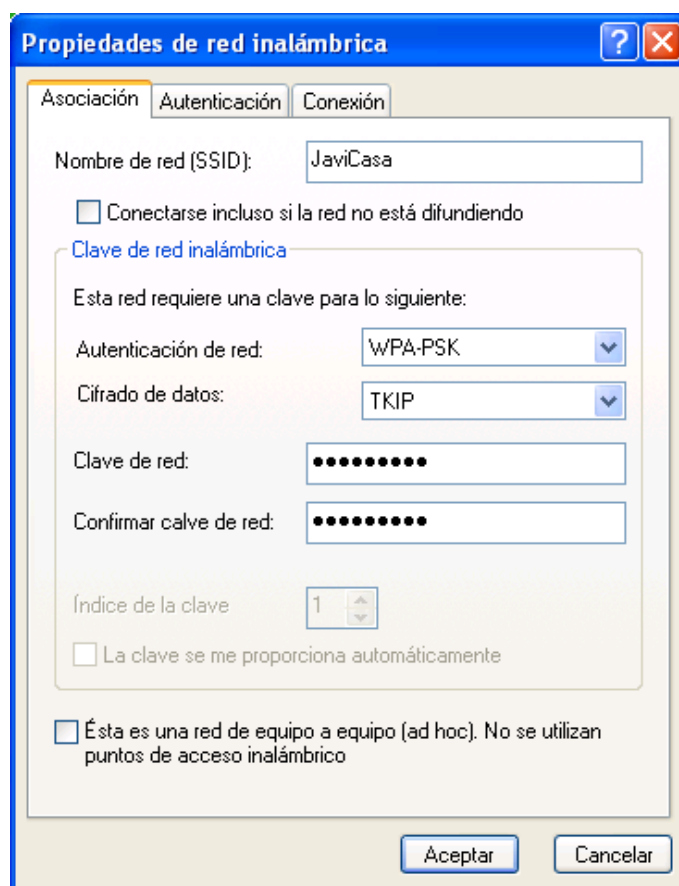 Propiedades de red inalámbrica
Asociación Autenticación Conexión
Nombre de red (SSID): JaviCasa
Conectarse incluso si la red no está difundiendo
Clave de red inalámbrica
Esta red requiere una clave para lo siguiente:
Autenticación de red: WPA-PSK
Cifrado de datos: TKIP
Clave de red: •••••••••
Confirmar calve de red: •••••••••
Índice de la clave 1
La clave se me proporciona automáticamente
Ésta es una red de equipo a equipo (ad hoc). No se utilizan
puntos de acceso inalámbrico
Aceptar Cancelar